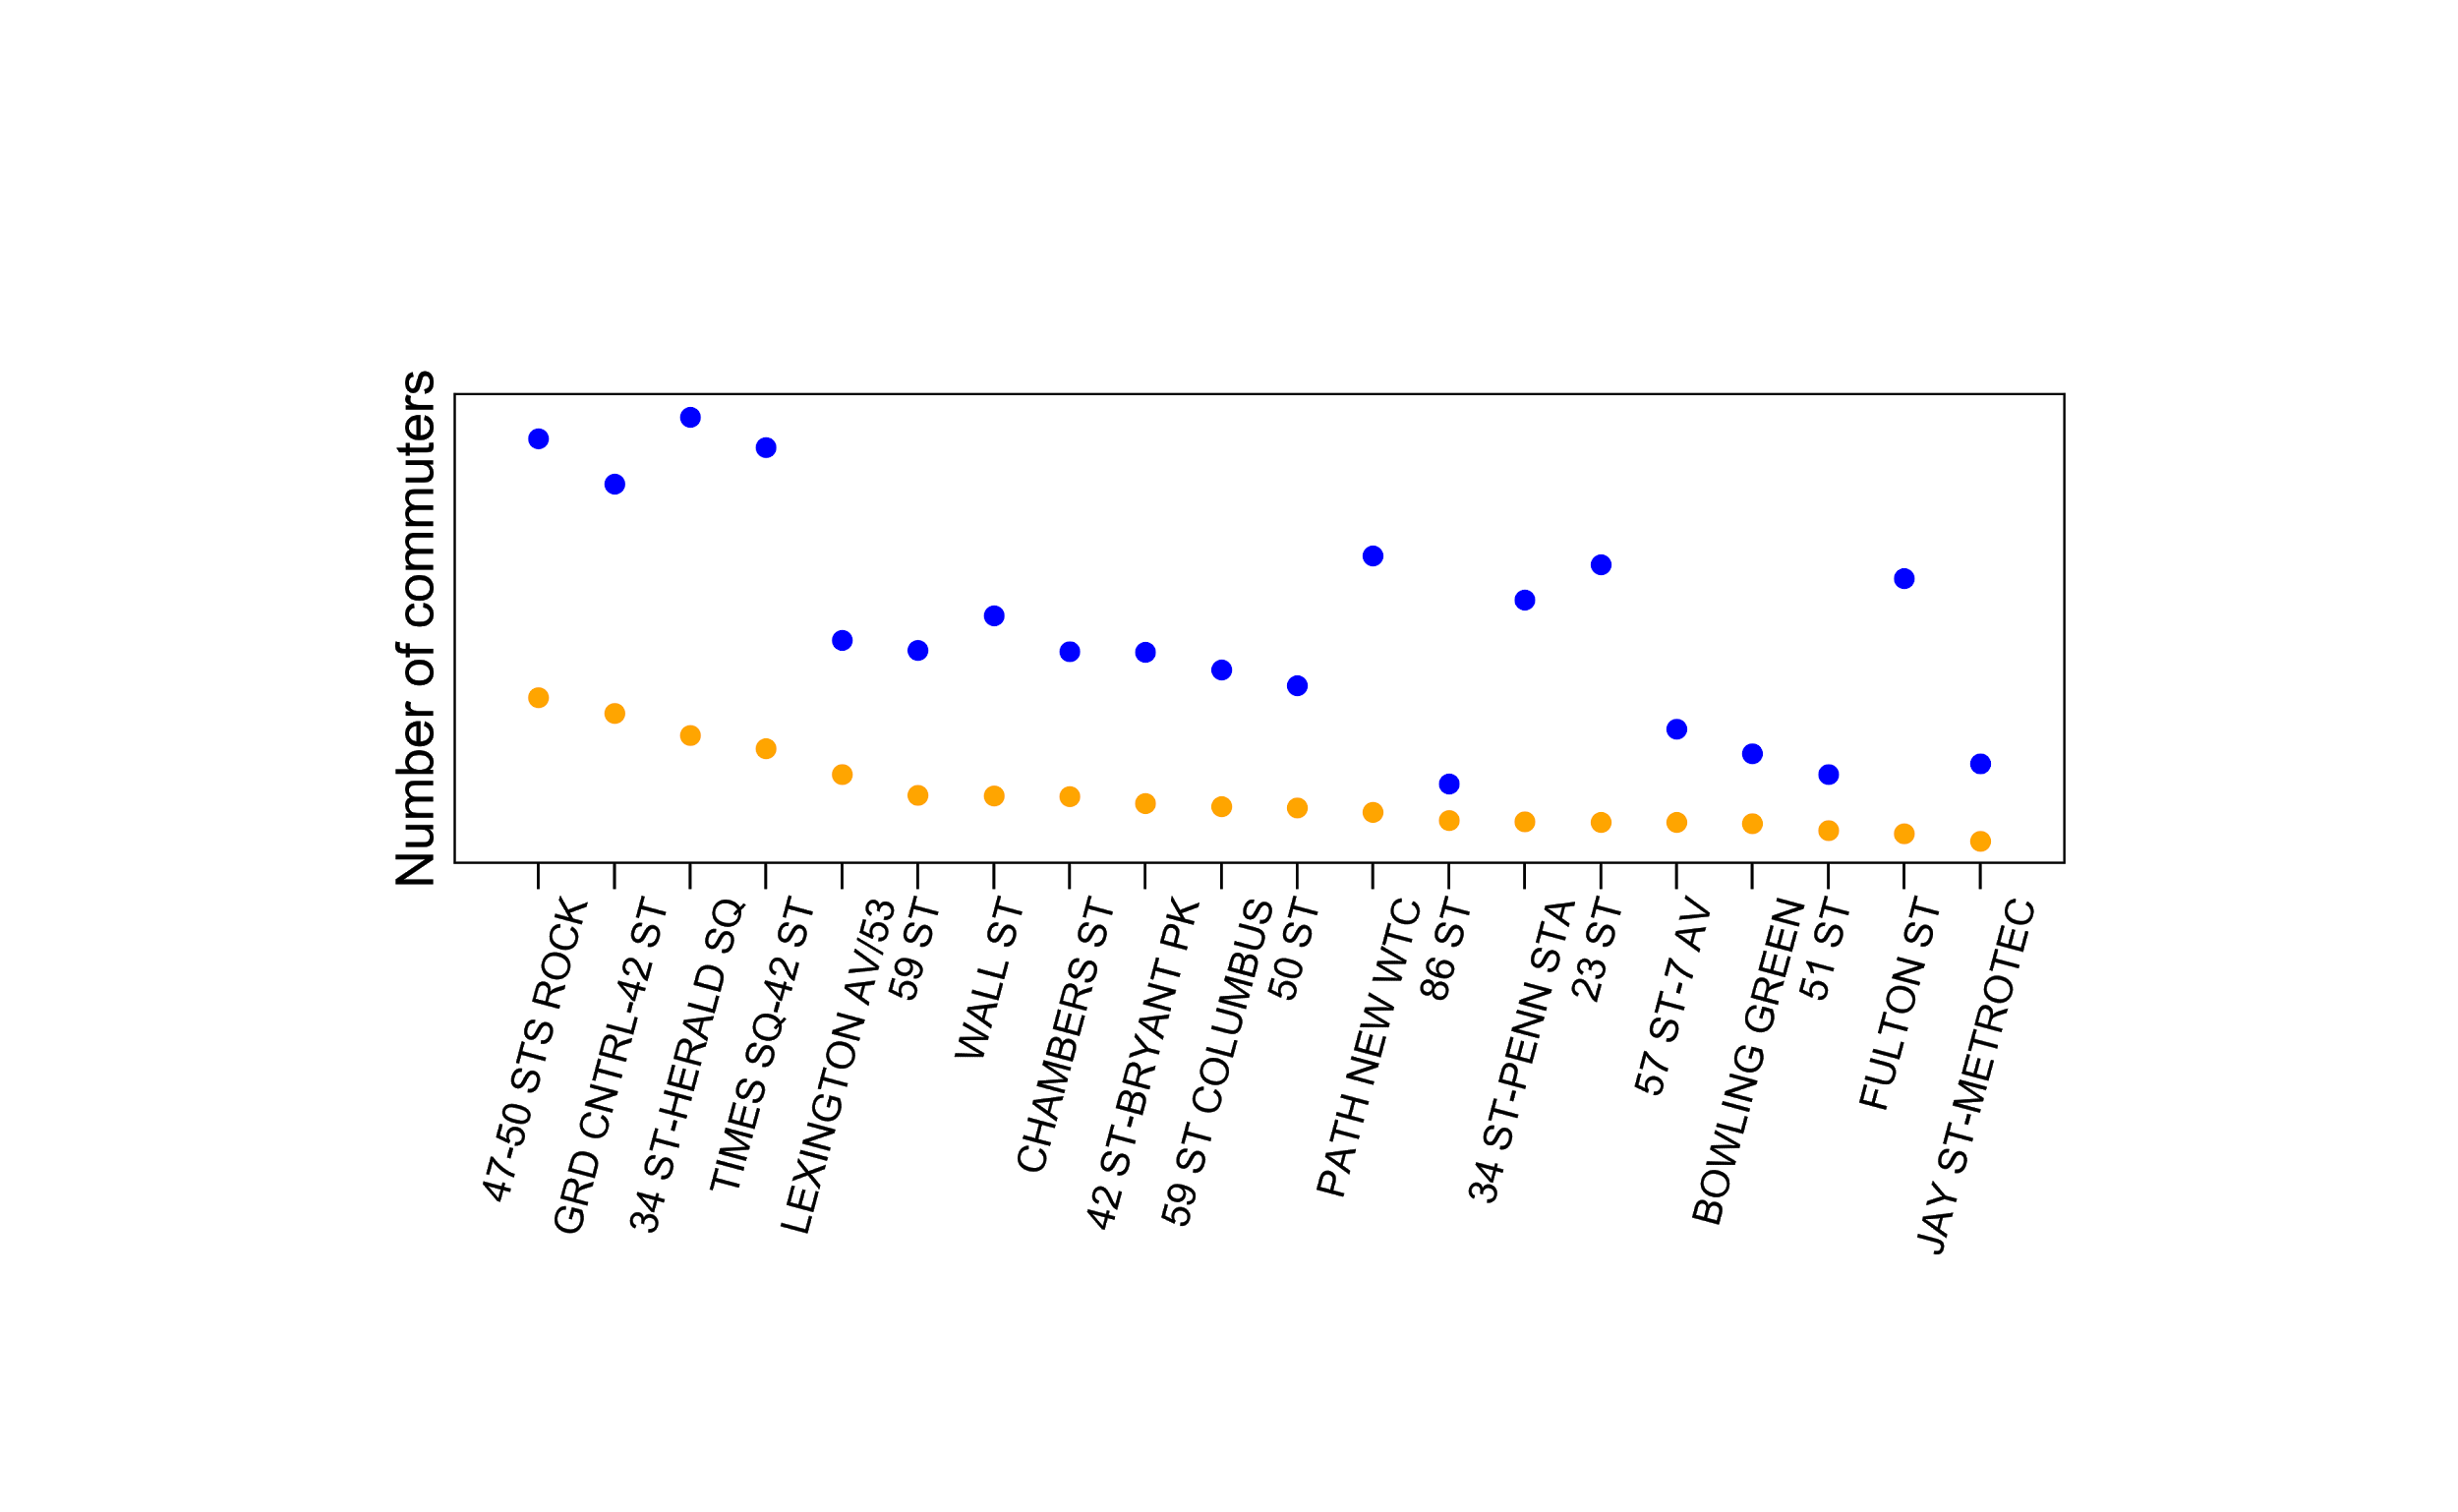 Number of commuters
47-50 STS ROCK
GRD CNTRL-42 ST
34 ST-HERALD SQ
TIMES SQ-42 ST
LEXINGTON AV/53
59 ST
WALL ST
CHAMBERS ST
42 ST-BRYANT PK
59 ST COLUMBUS
50 ST
PATH NEW WTC
86 ST
34 ST-PENN STA
23 ST
57 ST-7 AV
BOWLING GREEN
51 ST
FULTON ST
JAY ST-METROTEC